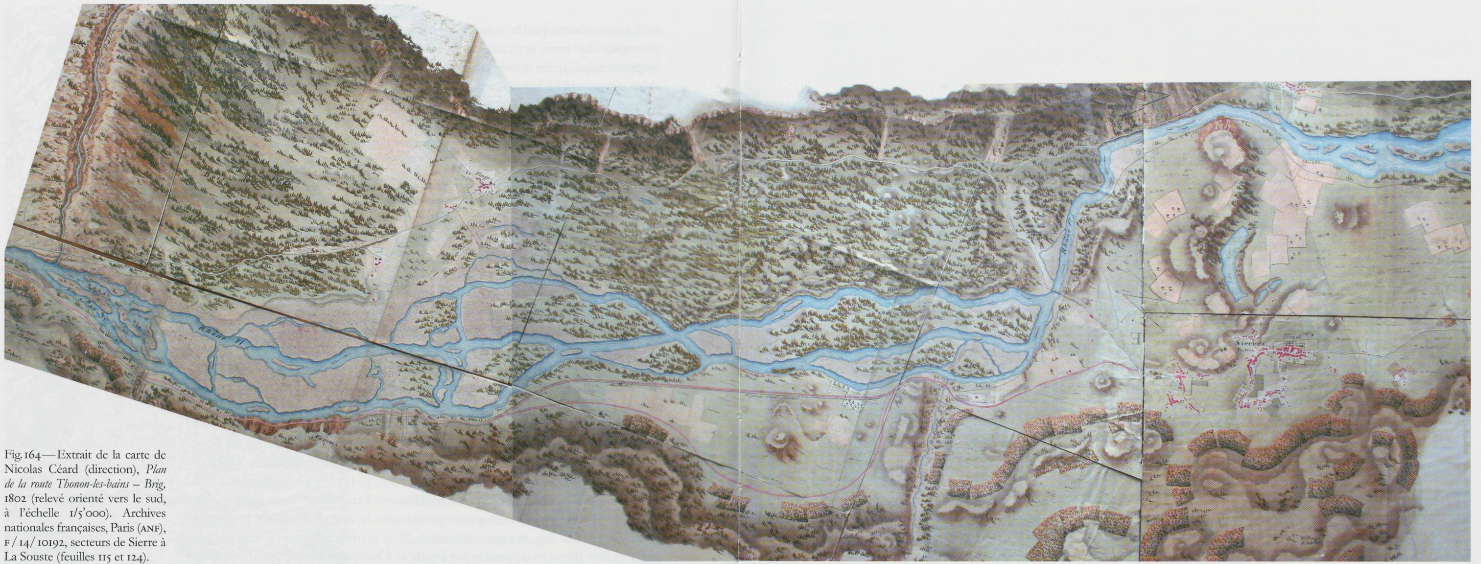 Fig. 164—Extrait de la carte de
Nicolas Céard (direction), Plan
de la route Thonon-les-bains – Brig,
1802 (relevé orienté vers le sud,
à l'échelle 1/5'000). Archives
nationales françaises, Paris (ANF),
F/14/10192, secteurs de Sierre à
La Souste (feuilles 115 et 124).
Sierre